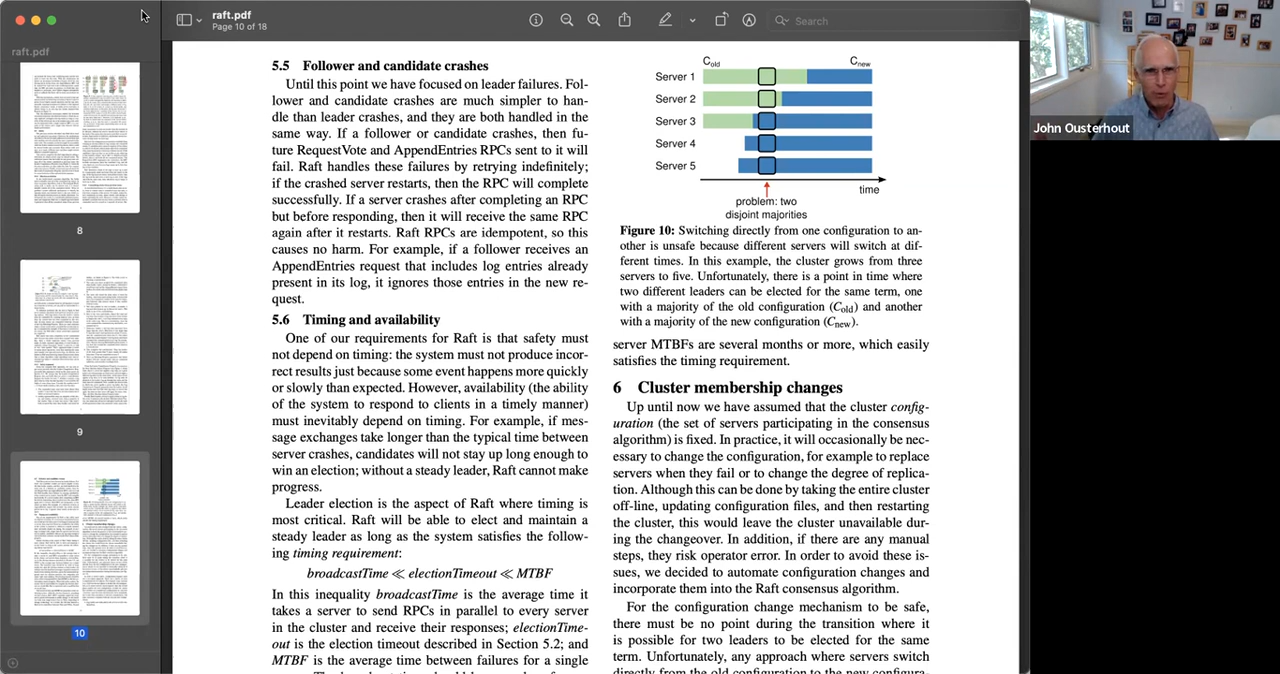 raft.pdf
Page 10 of 18
Search
raft.pdf
8
9
10
5.5 Follower and candidate crashes
Until this point we have focused on leader failures. Fol-
lower and candidate crashes are much simpler to han-
dle than leader crashes, and they are both handled in the
same way. If a follower or candidate crashes, then fu-
ture RequestVote and AppendEntries RPCs sent to it will
fail. Raft handles these failures by retrying indefinitely;
if the crashed server restarts, then the RPC will complete
successfully. If a server crashes after completing an RPC
but before responding, then it will receive the same RPC
again after it restarts. Raft RPCs are idempotent, so this
causes no harm. For example, if a follower receives an
AppendEntries request that includes log entries already
present in its log, it ignores those entries in the new re-
quest.
5.6 Timing and availability
One of our requirements for Raft is that safety must
not depend on timing: the system must not produce incor-
rect results just because some event happens more quickly
or slowly than expected. However, availability (the ability
of the system to respond to clients in a timely manner)
must inevitably depend on timing. For example, if mes-
sage exchanges take longer than the typical time between
server crashes, candidates will not stay up long enough to
win an election; without a steady leader, Raft cannot make
progress.
Leader election is the aspect of Raft where timing is
most critical. Raft will be able to elect and maintain a
steady leader as long as the system satisfies the follow-
ing timing requirement:
broadcastTime ≪ electionTimeout ≪ MTBF
In this inequality broadcastTime is the average time it
takes a server to send RPCs in parallel to every server
in the cluster and receive their responses; electionTime-
out is the election timeout described in Section 5.2; and
MTBF is the average time between failures for a single
Cold
Cnew
Server 1
Server 2
Server 3
Server 4
Server 5
time
problem: two
disjoint majorities
Figure 10: Switching directly from one configuration to an-
other is unsafe because different servers will switch at dif-
ferent times. In this example, the cluster grows from three
servers to five. Unfortunately, there is a point in time where
two different leaders can be elected for the same term, one
with a majority of the old configuration (Cold) and another
with a majority of the new configuration (Cnew).
server MTBFs are several months or more, which easily
satisfies the timing requirement.
6 Cluster membership changes
Up until now we have assumed that the cluster config-
uration (the set of servers participating in the consensus
algorithm) is fixed. In practice, it will occasionally be nec-
essary to change the configuration, for example to replace
servers when they fail or to change the degree of replica-
tion. Although this can be done by taking the entire cluster
off-line, updating configuration files, and then restarting
the cluster, this would leave the cluster unavailable dur-
ing the changeover. In addition, if there are any manual
steps, they risk operator error. In order to avoid these is-
sues, we decided to automate configuration changes and
incorporate them into the Raft consensus algorithm.
For the configuration change mechanism to be safe,
there must be no point during the transition where it
is possible for two leaders to be elected for the same
term. Unfortunately, any approach where servers switch
directly from the old configuration to the new configura-
John Ousterhout